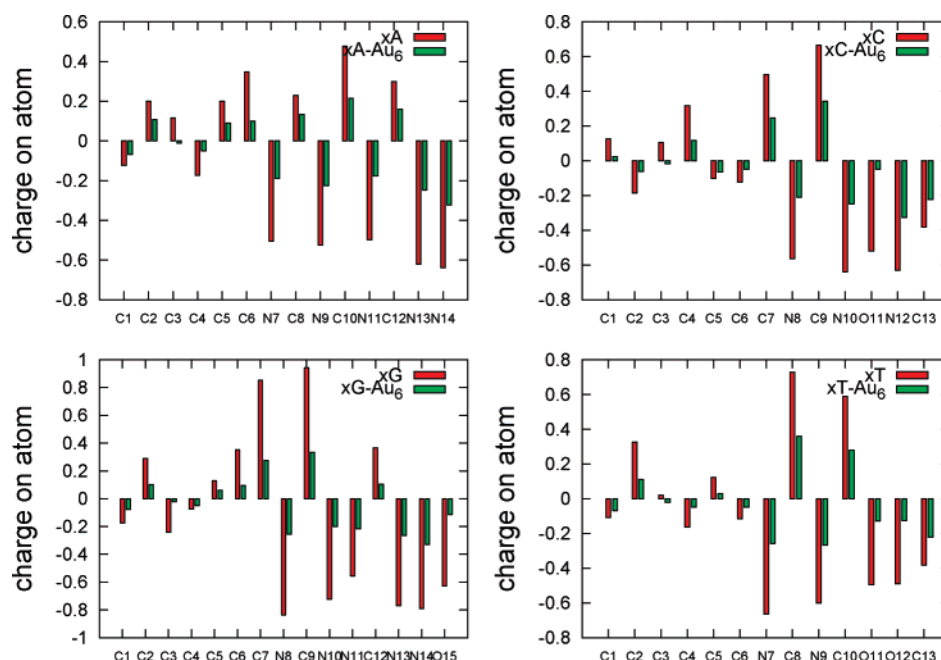 0.6
0.4
0.2
0
-0.2
-0.4
-0.6
-0.8
charge on atom
xA
xA-Au6
C1 C2 C3 C4 C5 C6 N7 C8 N9 C10 N11 C12 N13 N14
0.8
0.6
0.4
0.2
0
-0.2
-0.4
-0.6
-0.8
charge on atom
xC
xC-Au6
C1 C2 C3 C4 C5 C6 C7 N8 C9 N10 O11 N12 C13
1
0.8
0.6
0.4
0.2
0
-0.2
-0.4
-0.6
-0.8
-1
charge on atom
xG
xG-Au6
C1 C2 C3 C4 C5 C6 C7 N8 C9 N10 N11 C12 N13 N14 O15
0.8
0.6
0.4
0.2
0
-0.2
-0.4
-0.6
-0.8
charge on atom
xT
xT-Au6
C1 C2 C3 C4 C5 C6 N7 C8 N9 C10 O11 O12 C13